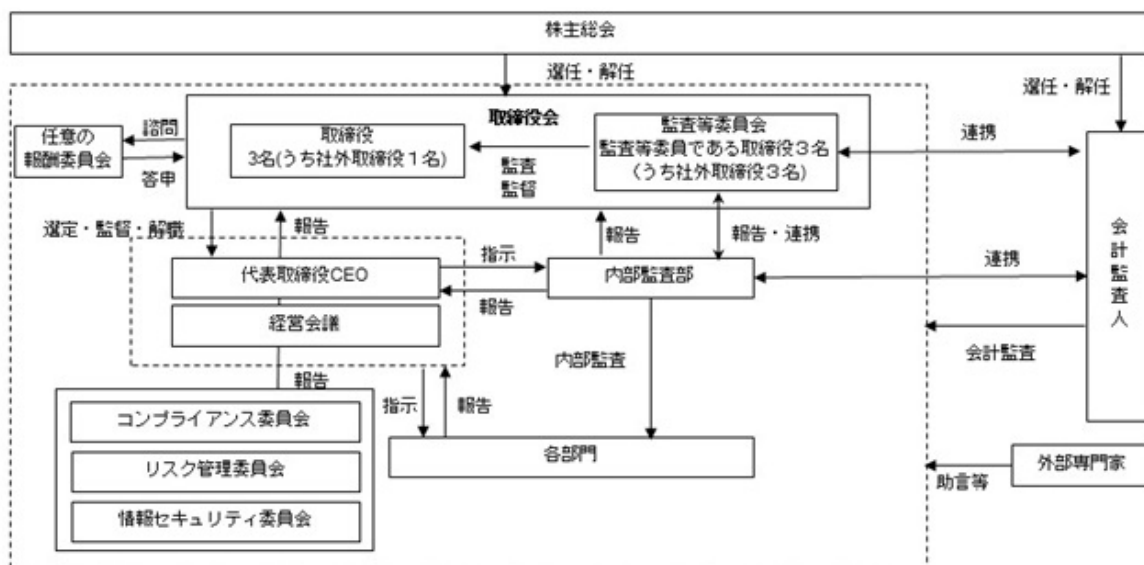 株主総会
選任・解任
選任・解任
取締役会
任意の
報酬委員会
諮問
答申
取締役
3名(うち社外取締役１名)
監査
監督
監査等委員会
監査等委員である取締役３名
(うち社外取締役３名)
連携
会計監査人
選定・監督・解職
報告
報告
報告・連携
代表取締役CEO
指示
報告
内部監査部
連携
経営会議
内部監査
会計監査
報告
指示
報告
コンプライアンス委員会
リスク管理委員会
情報セキュリティ委員会
各部門
外部専門家
助言等